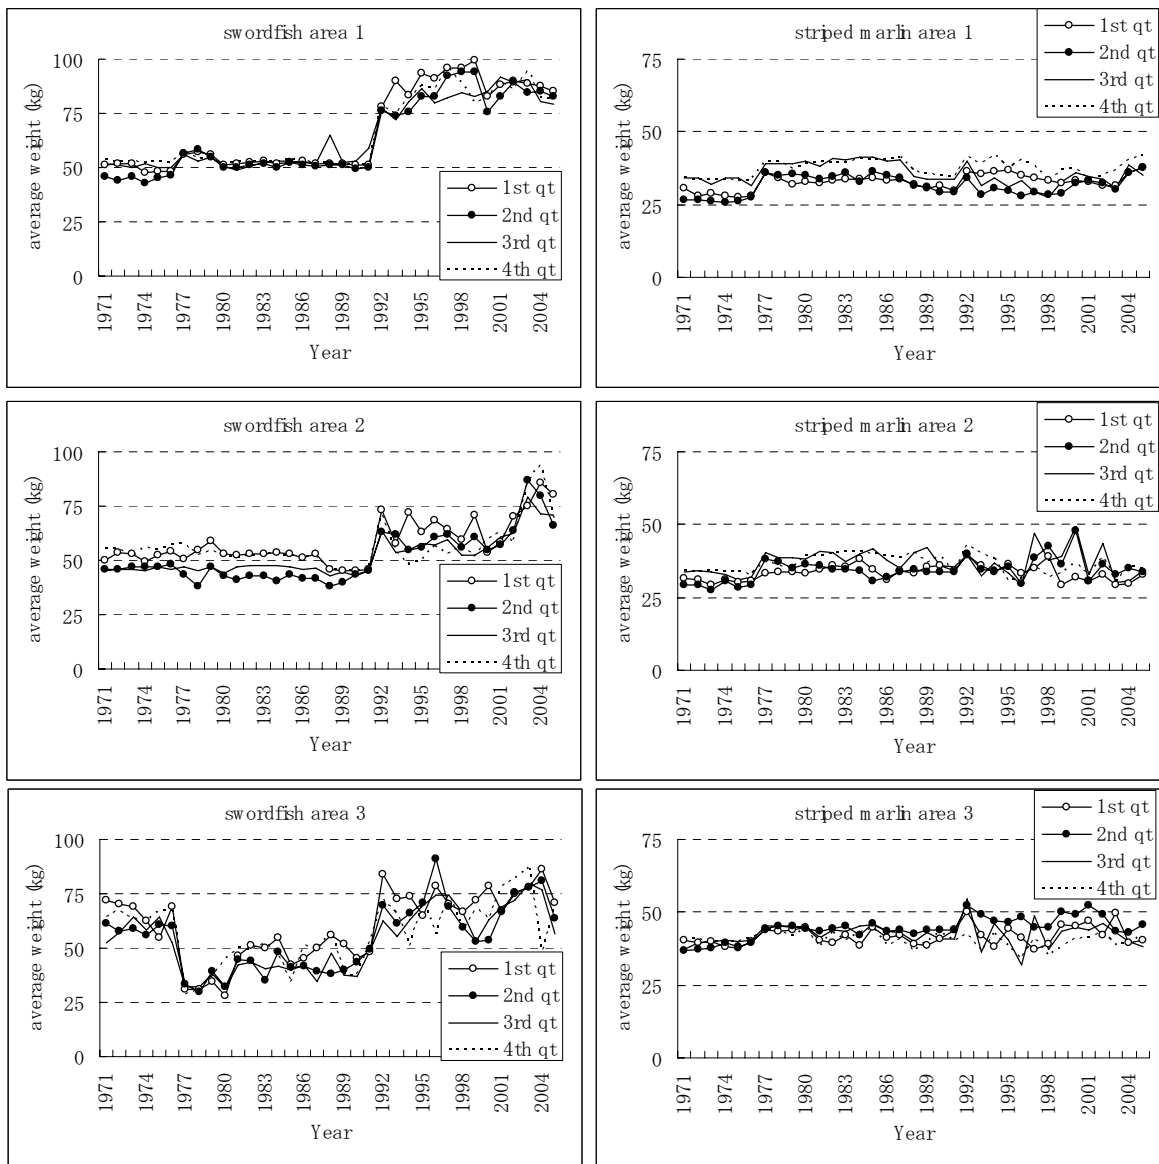 swordfish area 1
average weight (kg)
100
75
50
25
0
1971
1974
1977
1980
1983
1986
1989
1992
1995
1998
2001
2004
Year
1st qt
2nd qt
3rd qt
4th qt
striped marlin area 1
average weight (kg)
75
50
25
0
1971
1974
1977
1980
1983
1986
1989
1992
1995
1998
2001
2004
Year
1st qt
2nd qt
3rd qt
4th qt
swordfish area 2
average weight (kg)
100
75
50
25
0
1971
1974
1977
1980
1983
1986
1989
1992
1995
1998
2001
2004
Year
1st qt
2nd qt
3rd qt
4th qt
striped marlin area 2
average weight (kg)
75
50
25
0
1971
1974
1977
1980
1983
1986
1989
1992
1995
1998
2001
2004
Year
1st qt
2nd qt
3rd qt
4th qt
swordfish area 3
average weight (kg)
100
75
50
25
0
1971
1974
1977
1980
1983
1986
1989
1992
1995
1998
2001
2004
Year
1st qt
2nd qt
3rd qt
4th qt
striped marlin area 3
average weight (kg)
75
50
25
0
1971
1974
1977
1980
1983
1986
1989
1992
1995
1998
2001
2004
Year
1st qt
2nd qt
3rd qt
4th qt